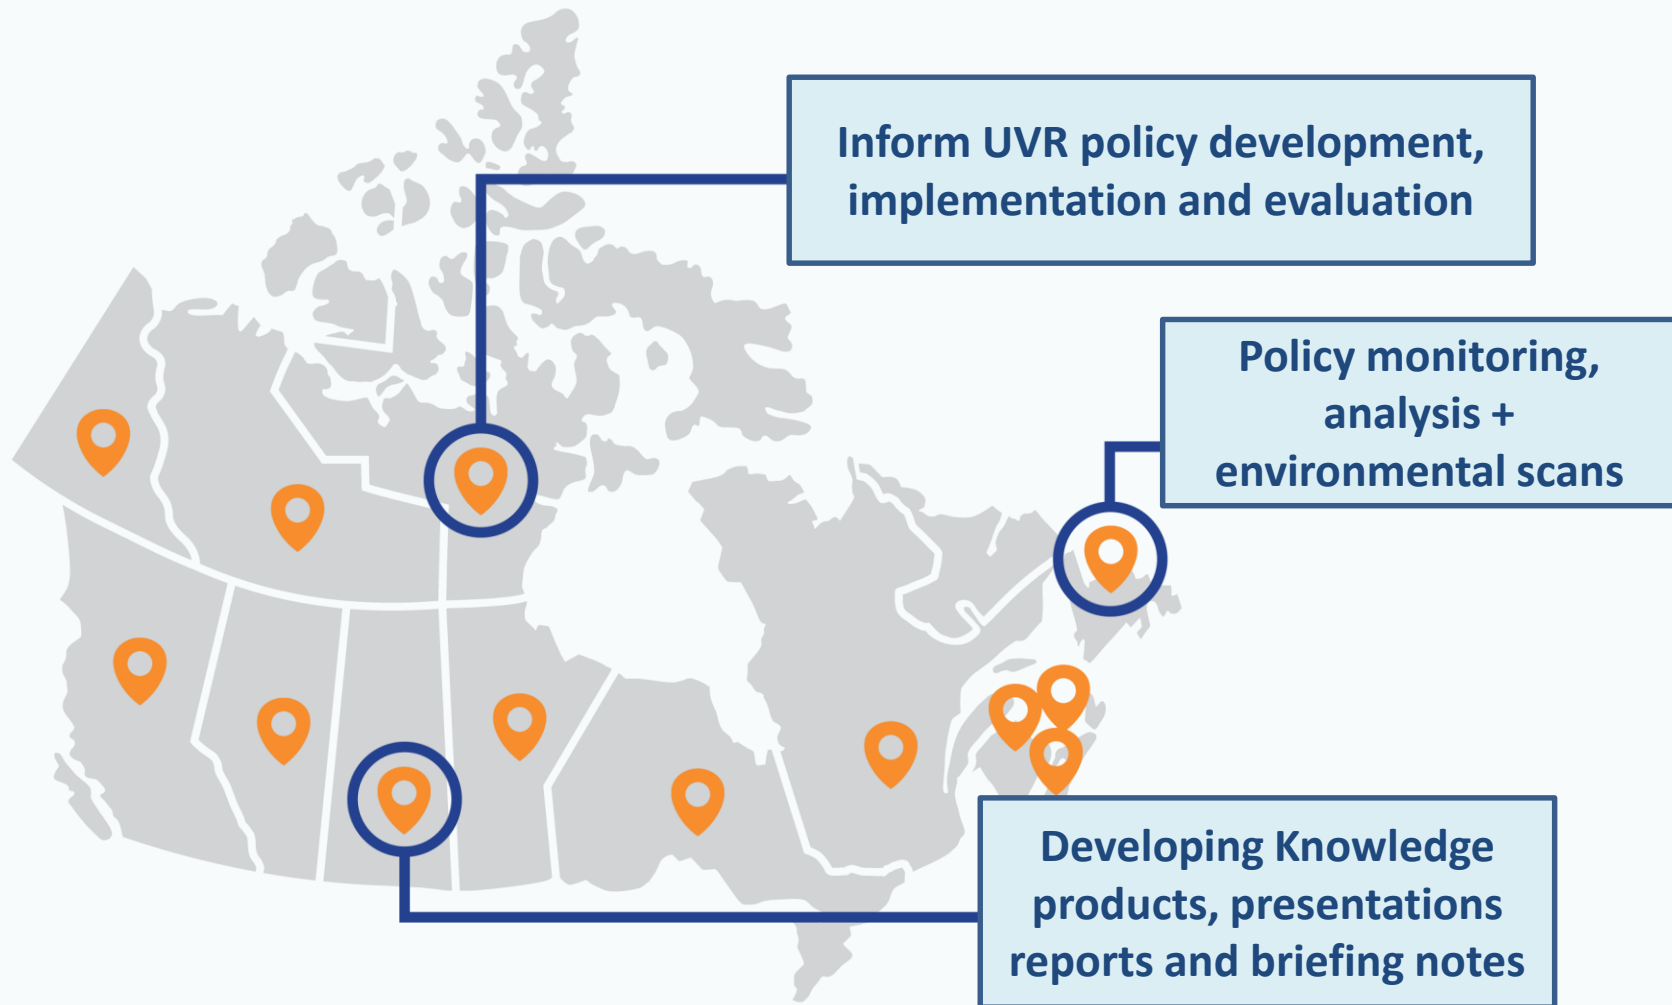 Inform UVR policy development,
implementation and evaluation
Policy monitoring,
analysis +
environmental scans
Developing Knowledge
products, presentations
reports and briefing notes